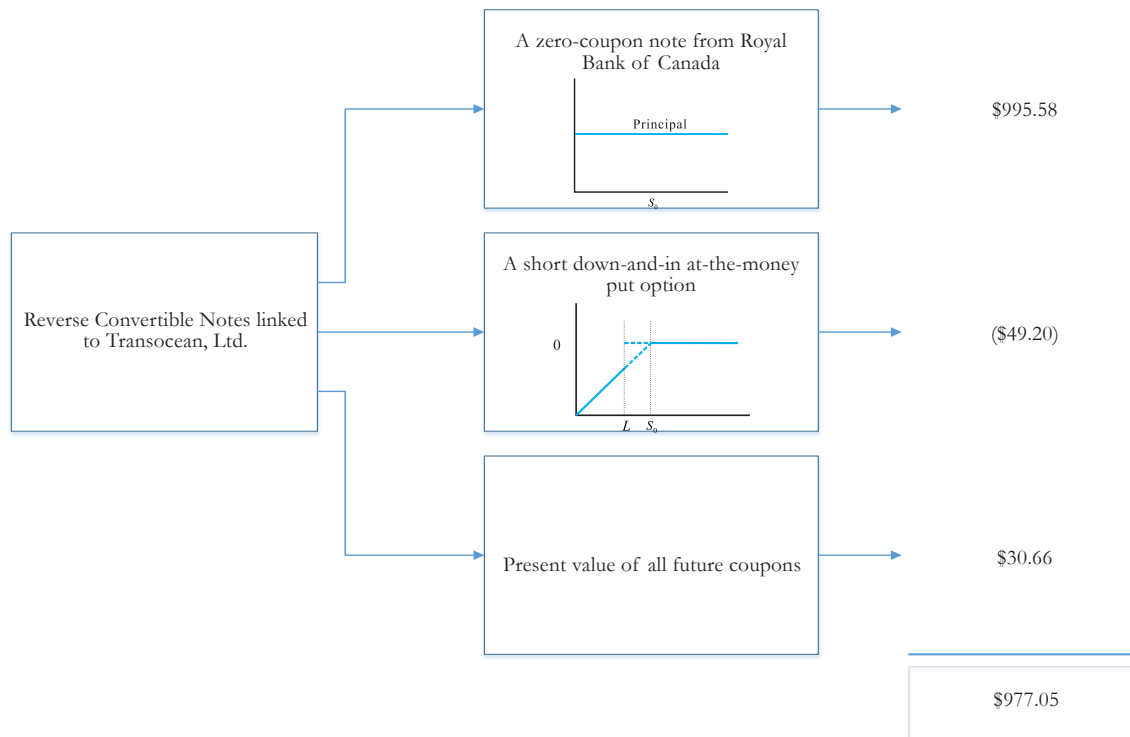 A zero-coupon note from Royal
Bank of Canada
Principal
S₀
$995.58
Reverse Convertible Notes linked
to Transocean, Ltd.
A short down-and-in at-the-money
put option
0
L S₀
($49.20)
Present value of all future coupons
$30.66
$977.05